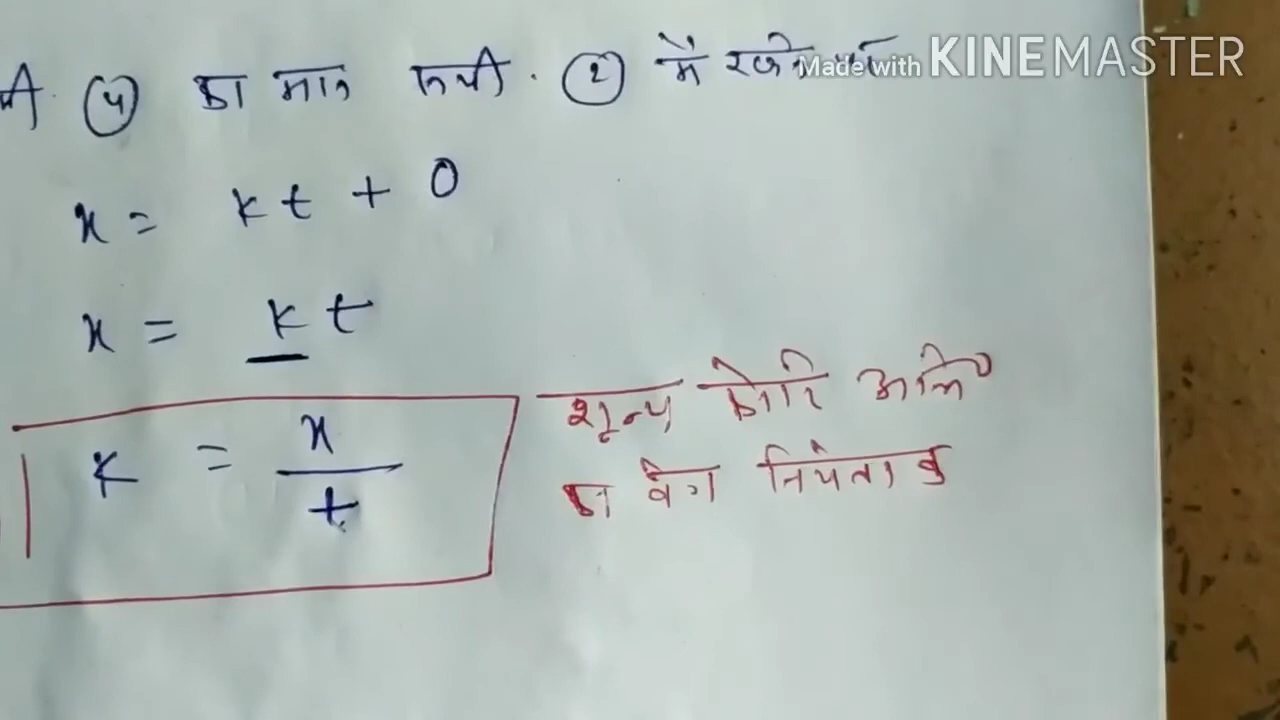 (4) का मान समी. (2) में रखने पर
Made with KINEMASTER
x = kt + 0
x = kt
k = x/t
शून्य कोटि अभि०
का वेग नियतांक